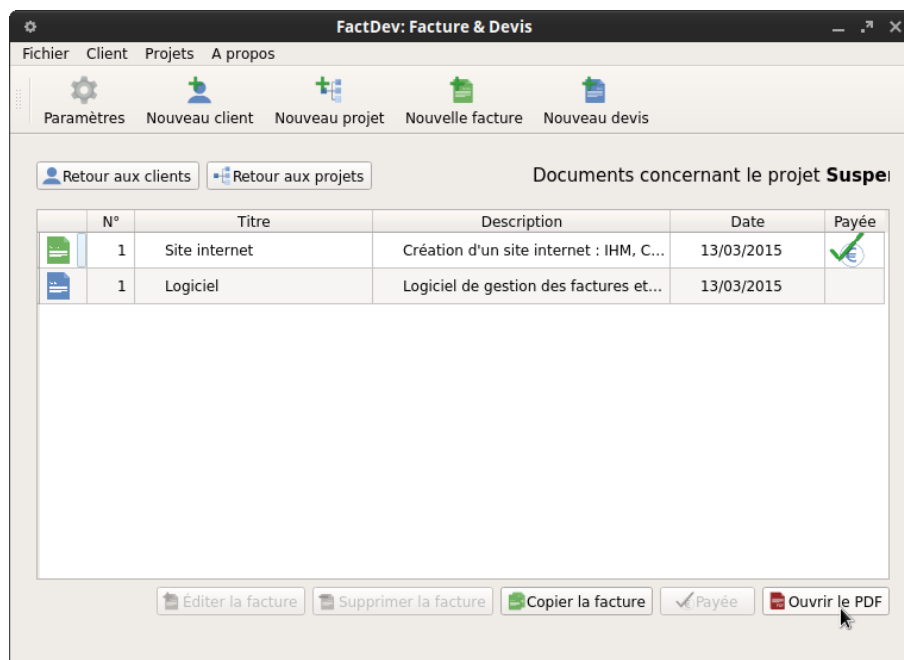 FactDev: Facture & Devis
Fichier Client Projets A propos
Paramètres Nouveau client Nouveau projet Nouvelle facture Nouveau devis
Retour aux clients Retour aux projets Documents concernant le projet Suspe
N° Titre Description Date Payée
1 Site internet Création d'un site internet : IHM, C... 13/03/2015
1 Logiciel Logiciel de gestion des factures et... 13/03/2015
Éditer la facture Supprimer la facture Copier la facture Payée Ouvrir le PDF